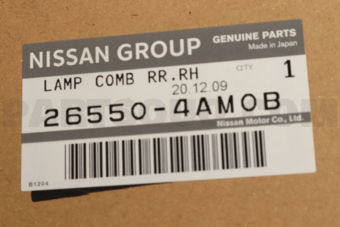 NISSAN GROUP
GENUINE PARTS
Made in Japan
LAMP COMB RR.RH
QTY
1
20.12.09
26550-4AM0B
Nissan Motor Co., Ltd.
B1204